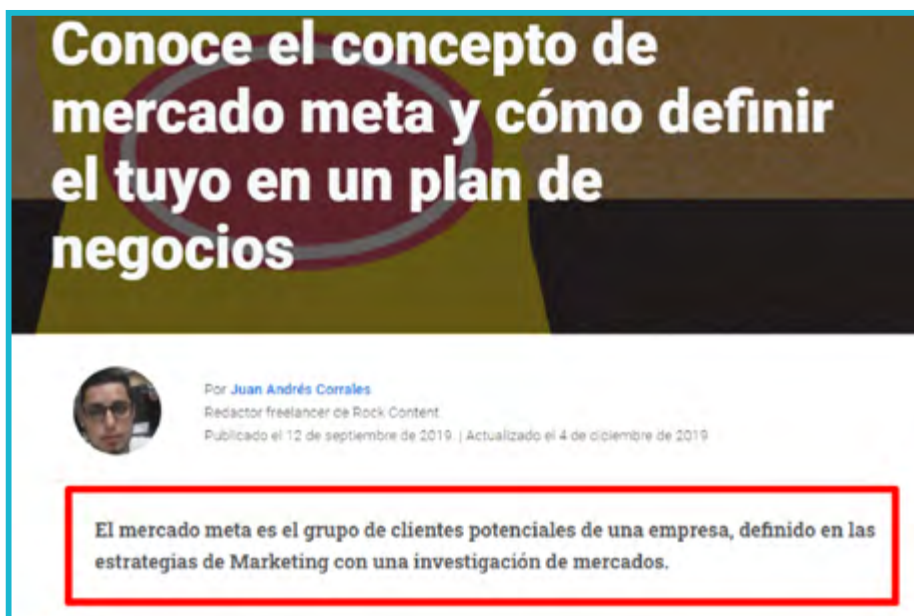 Conoce el concepto de
mercado meta y cómo definir
el tuyo en un plan de
negocios
Por Juan Andrés Corrales
Redactor freelancer de Rock Content.
Publicado el 12 de septiembre de 2019. | Actualizado el 4 de diciembre de 2019
El mercado meta es el grupo de clientes potenciales de una empresa, definido en las
estrategias de Marketing con una investigación de mercados.